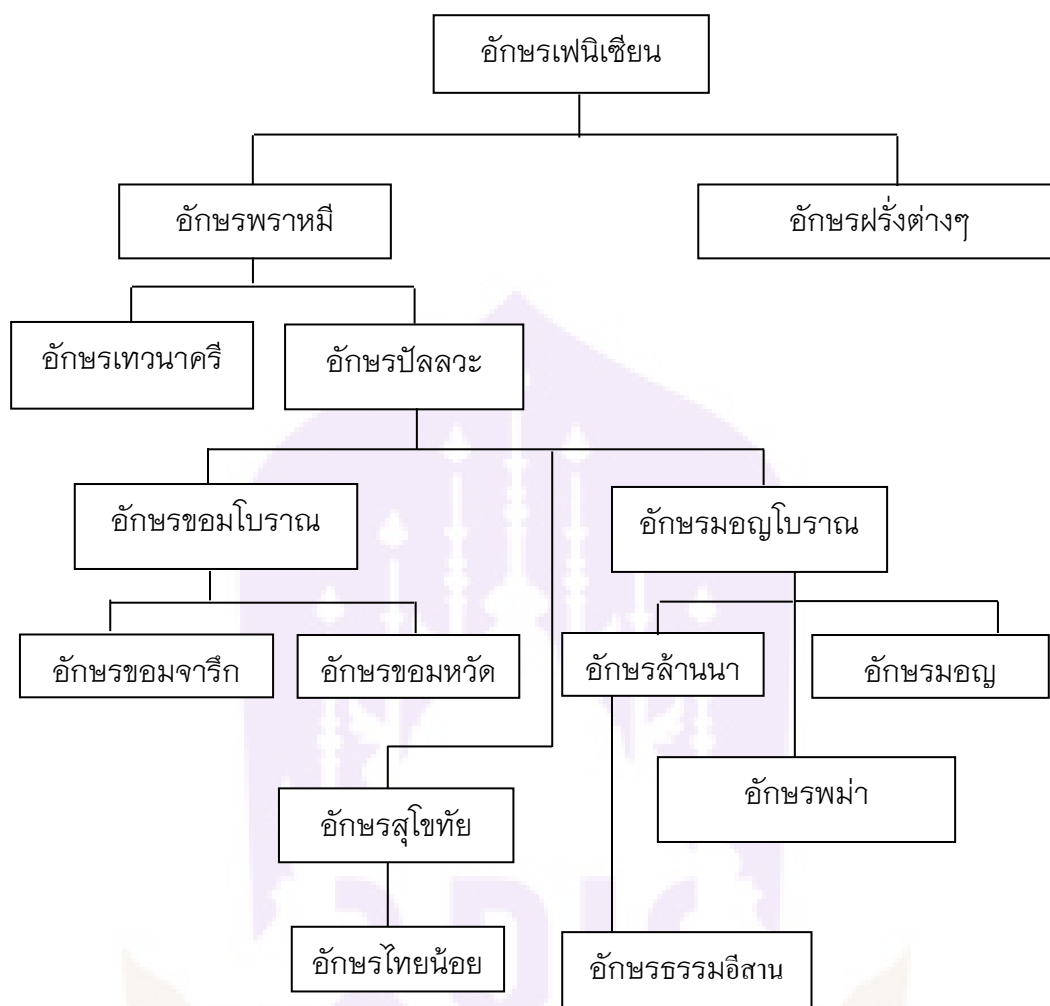 อักษรเฟนิเซียน
อักษรพราหมี
อักษรฝรั่งต่างๆ
อักษรเทวนาครี
อักษรปัลลวะ
อักษรขอมโบราณ
อักษรมอญโบราณ
อักษรขอมจารึก
อักษรขอมหวัด
อักษรล้านนา
อักษรมอญ
อักษรพม่า
อักษรสุโขทัย
อักษรไทยน้อย
อักษรธรรมอีสาน